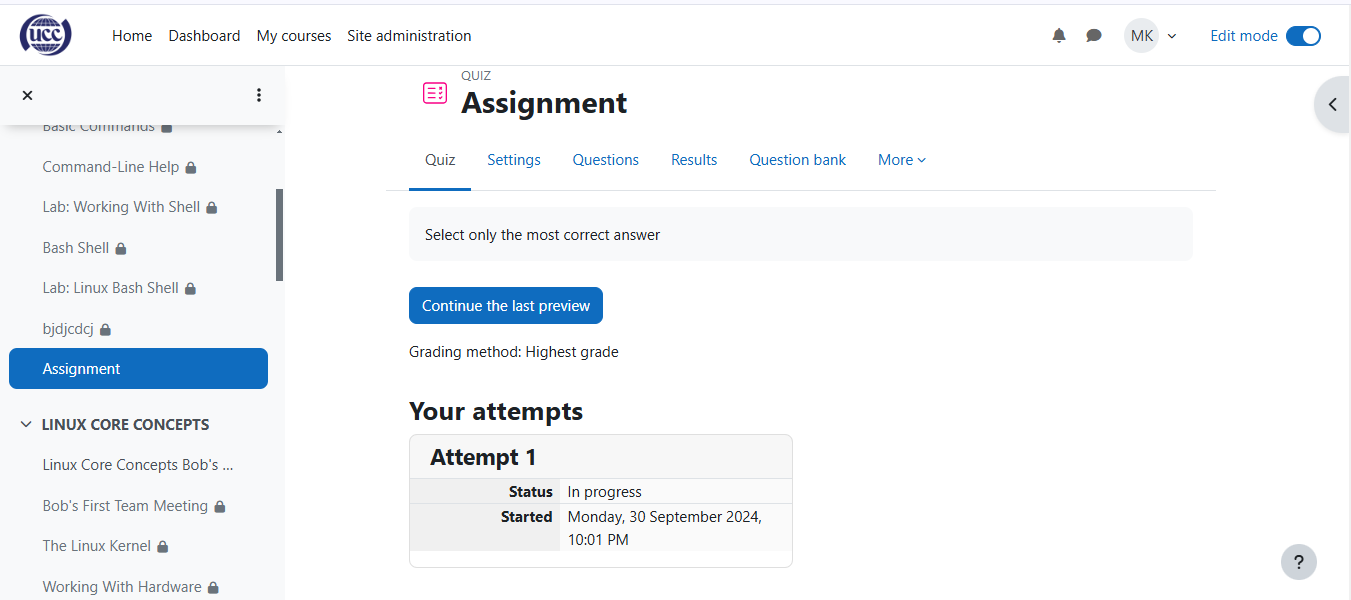 ucc
Home Dashboard My courses Site administration
MK
Edit mode
Basic Commands
Command-Line Help
Lab: Working With Shell
Bash Shell
Lab: Linux Bash Shell
bjdjcdcj
Assignment
LINUX CORE CONCEPTS
Linux Core Concepts Bob's ...
Bob's First Team Meeting
The Linux Kernel
Working With Hardware
QUIZ
Assignment
Quiz Settings Questions Results Question bank More
Select only the most correct answer
Continue the last preview
Grading method: Highest grade
Your attempts
Attempt 1
Status In progress
Started Monday, 30 September 2024,
10:01 PM
?